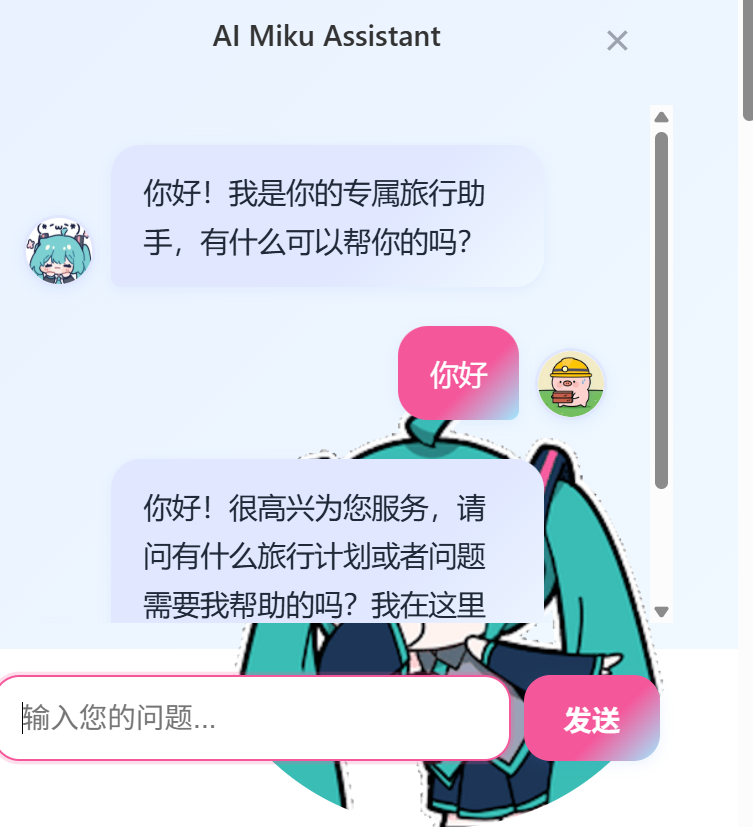 AI Miku Assistant
你好！我是你的专属旅行助
手，有什么可以帮你的吗？
你好
你好！很高兴为您服务，请
问有什么旅行计划或者问题
需要我帮助的吗？我在这里
输入您的问题...
发送